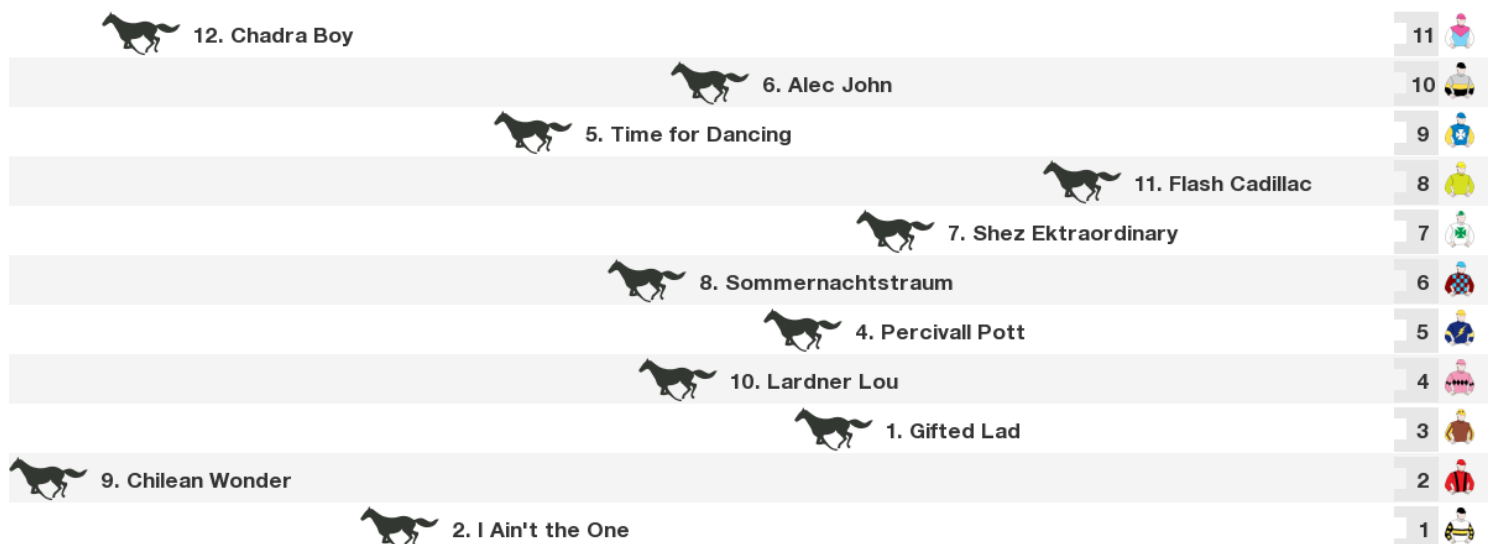 12. Chadra Boy 11
6. Alec John 10
5. Time for Dancing 9
11. Flash Cadillac 8
7. Shez Ektraordinary 7
8. Sommernachtstraum 6
4. Percivall Pott 5
10. Lardner Lou 4
1. Gifted Lad 3
9. Chilean Wonder 2
2. I Ain't the One 1